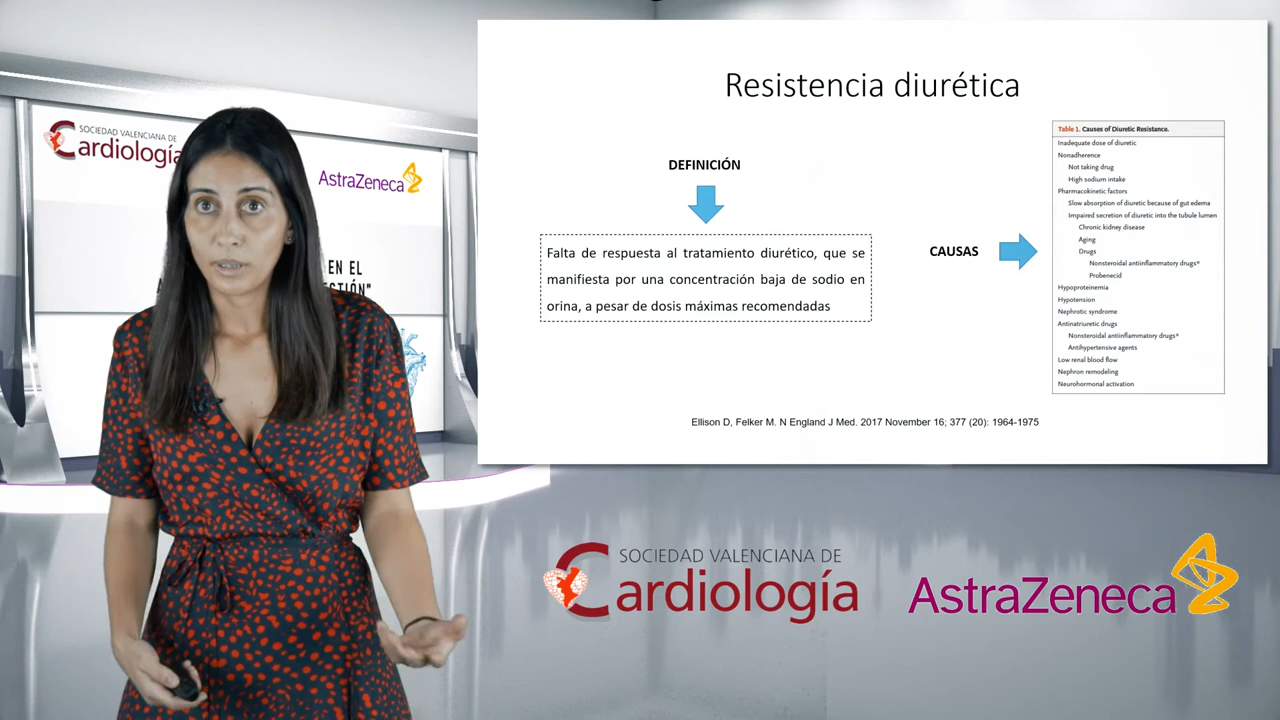 Resistencia diurética
SOCIEDAD VALENCIANA DE
Cardiología
AstraZeneca
EN EL
DEFINICIÓN
Falta de respuesta al tratamiento diurético, que se
manifiesta por una concentración baja de sodio en
orina, a pesar de dosis máximas recomendadas
CAUSAS
Table 1. Causes of Diuretic Resistance.
Inadequate dose of diuretic
Nonadherence
Not taking drug
High sodium intake
Pharmacokinetic factors
Slow absorption of diuretic because of gut edema
Impaired secretion of diuretic into the tubule lumen
Chronic kidney disease
Aging
Drugs
Nonsteroidal antiinflammatory drugs*
Probenecid
Hypoproteinemia
Hypotension
Nephrotic syndrome
Antinatriuretic drugs
Nonsteroidal antiinflammatory drugs*
Antihypertensive agents
Low renal blood flow
Nephron remodeling
Neurohormonal activation
Ellison D, Felker M. N England J Med. 2017 November 16; 377 (20): 1964-1975
SOCIEDAD VALENCIANA DE
Cardiología
AstraZeneca